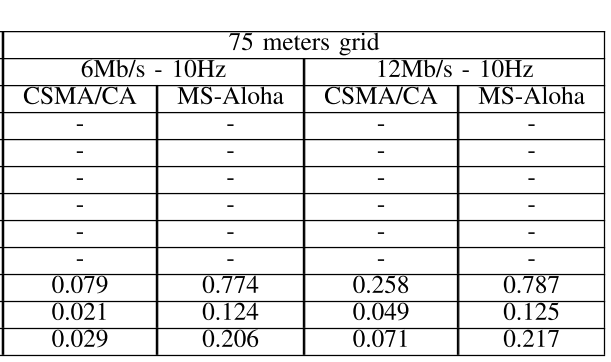 75 meters grid
6Mb/s - 10Hz 12Mb/s - 10Hz
CSMA/CA MS-Aloha CSMA/CA MS-Aloha
- - - -
- - - -
- - - -
- - - -
- - - -
- - - -
0.079 0.774 0.258 0.787
0.021 0.124 0.049 0.125
0.029 0.206 0.071 0.217